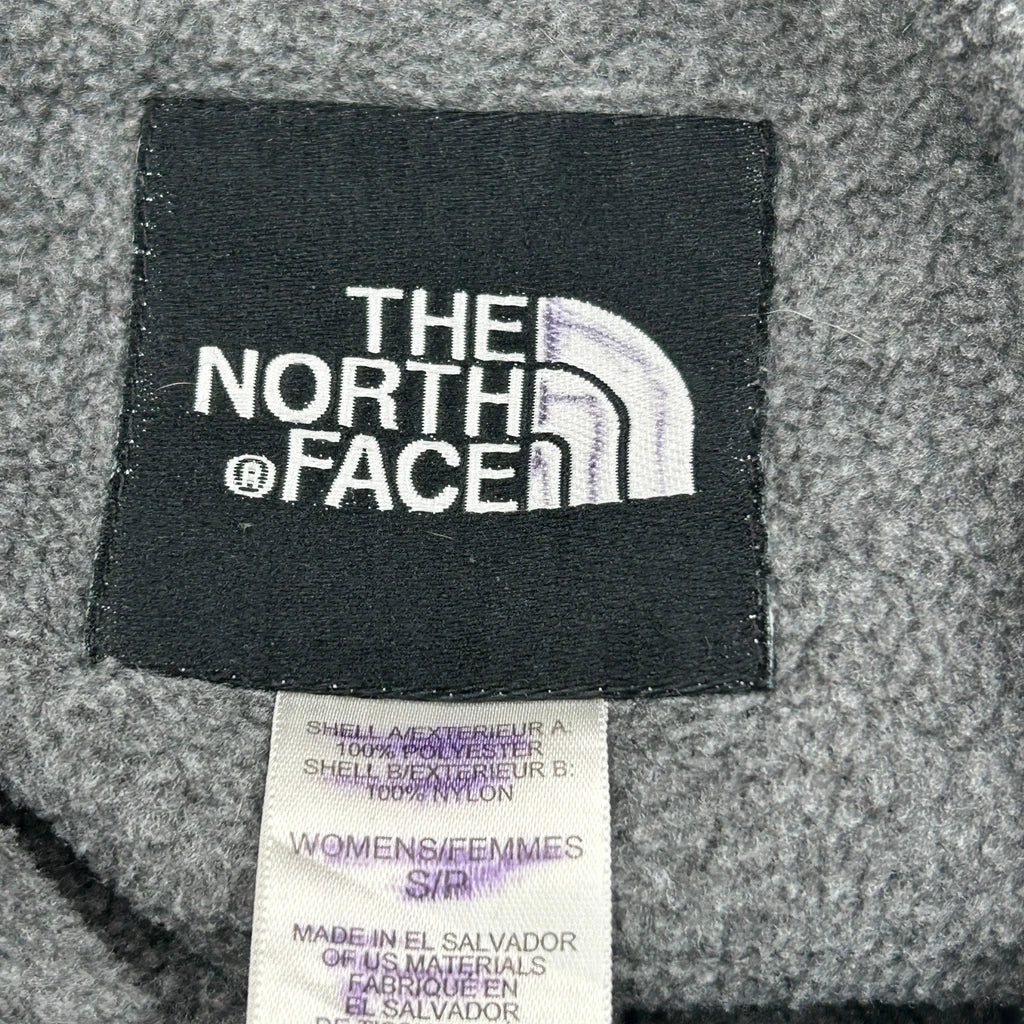 THE
NORTH
®FACE
SHELL A/EXTERIEUR A:
100% POLYESTER
SHELL B/EXTERIEUR B:
100% NYLON
WOMENS/FEMMES
S/P
MADE IN EL SALVADOR
OF US MATERIALS
FABRIQUE EN
EL SALVADOR